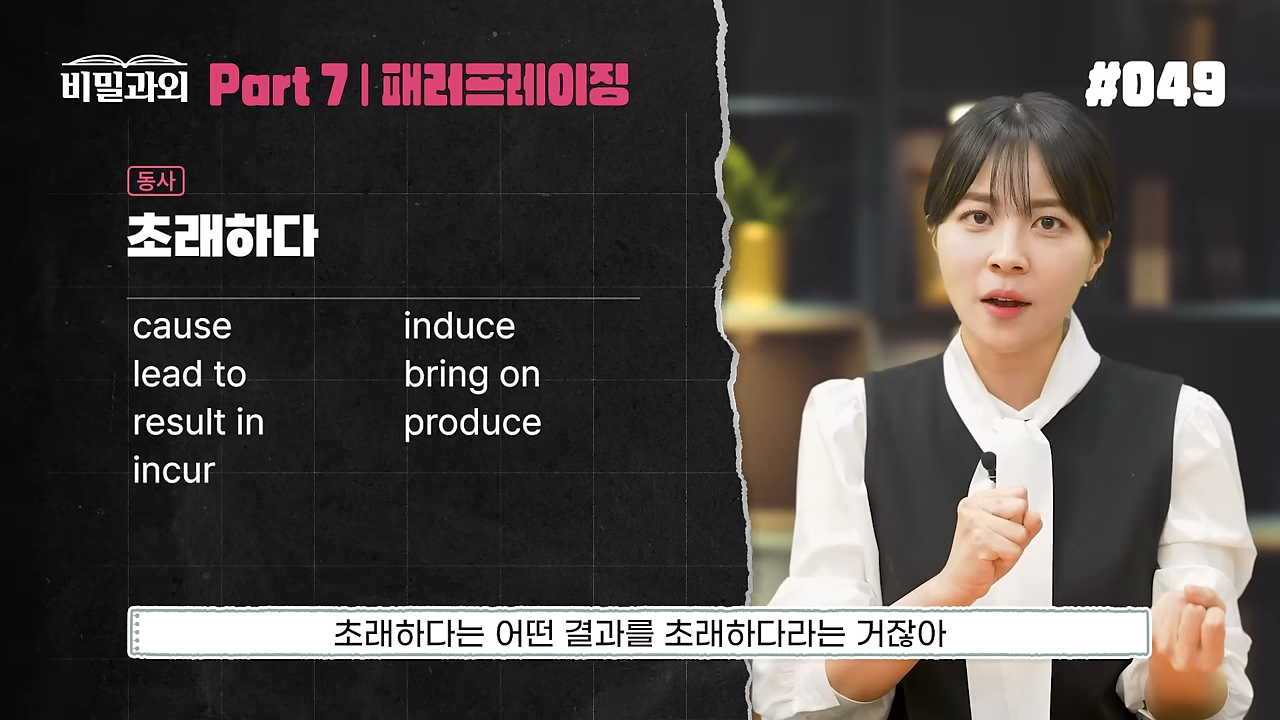 비밀과외
Part 7 | 패러프레이징
#049
동사
초래하다
cause
lead to
result in
incur
induce
bring on
produce
초래하다는 어떤 결과를 초래하다라는 거잖아